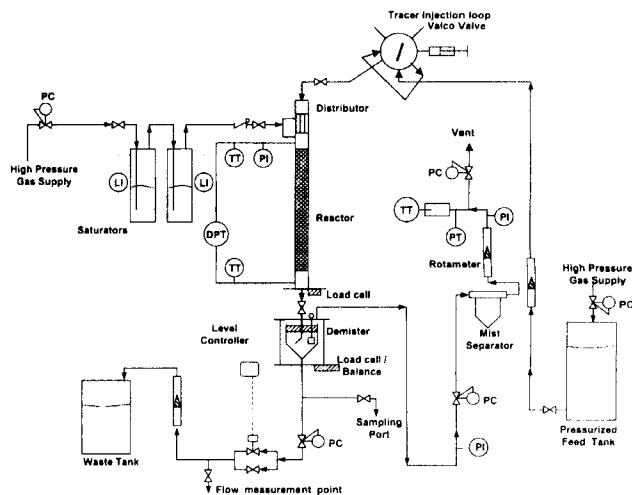 Tracer injection loop
Valco Valve
PC
Distributor
Vent
High Pressure
Gas Supply
LI
LI
TT
PI
PC
Saturators
DPT
Reactor
TT
PI
PT
TT
Rotameter
High Pressure
Gas Supply
Load cell
PC
Level
Controller
Demister
Mist
Separator
Load cell /
Balance
PC
Sampling
Port
Pressurized
Feed Tank
Waste Tank
PC
PI
Flow measurement point